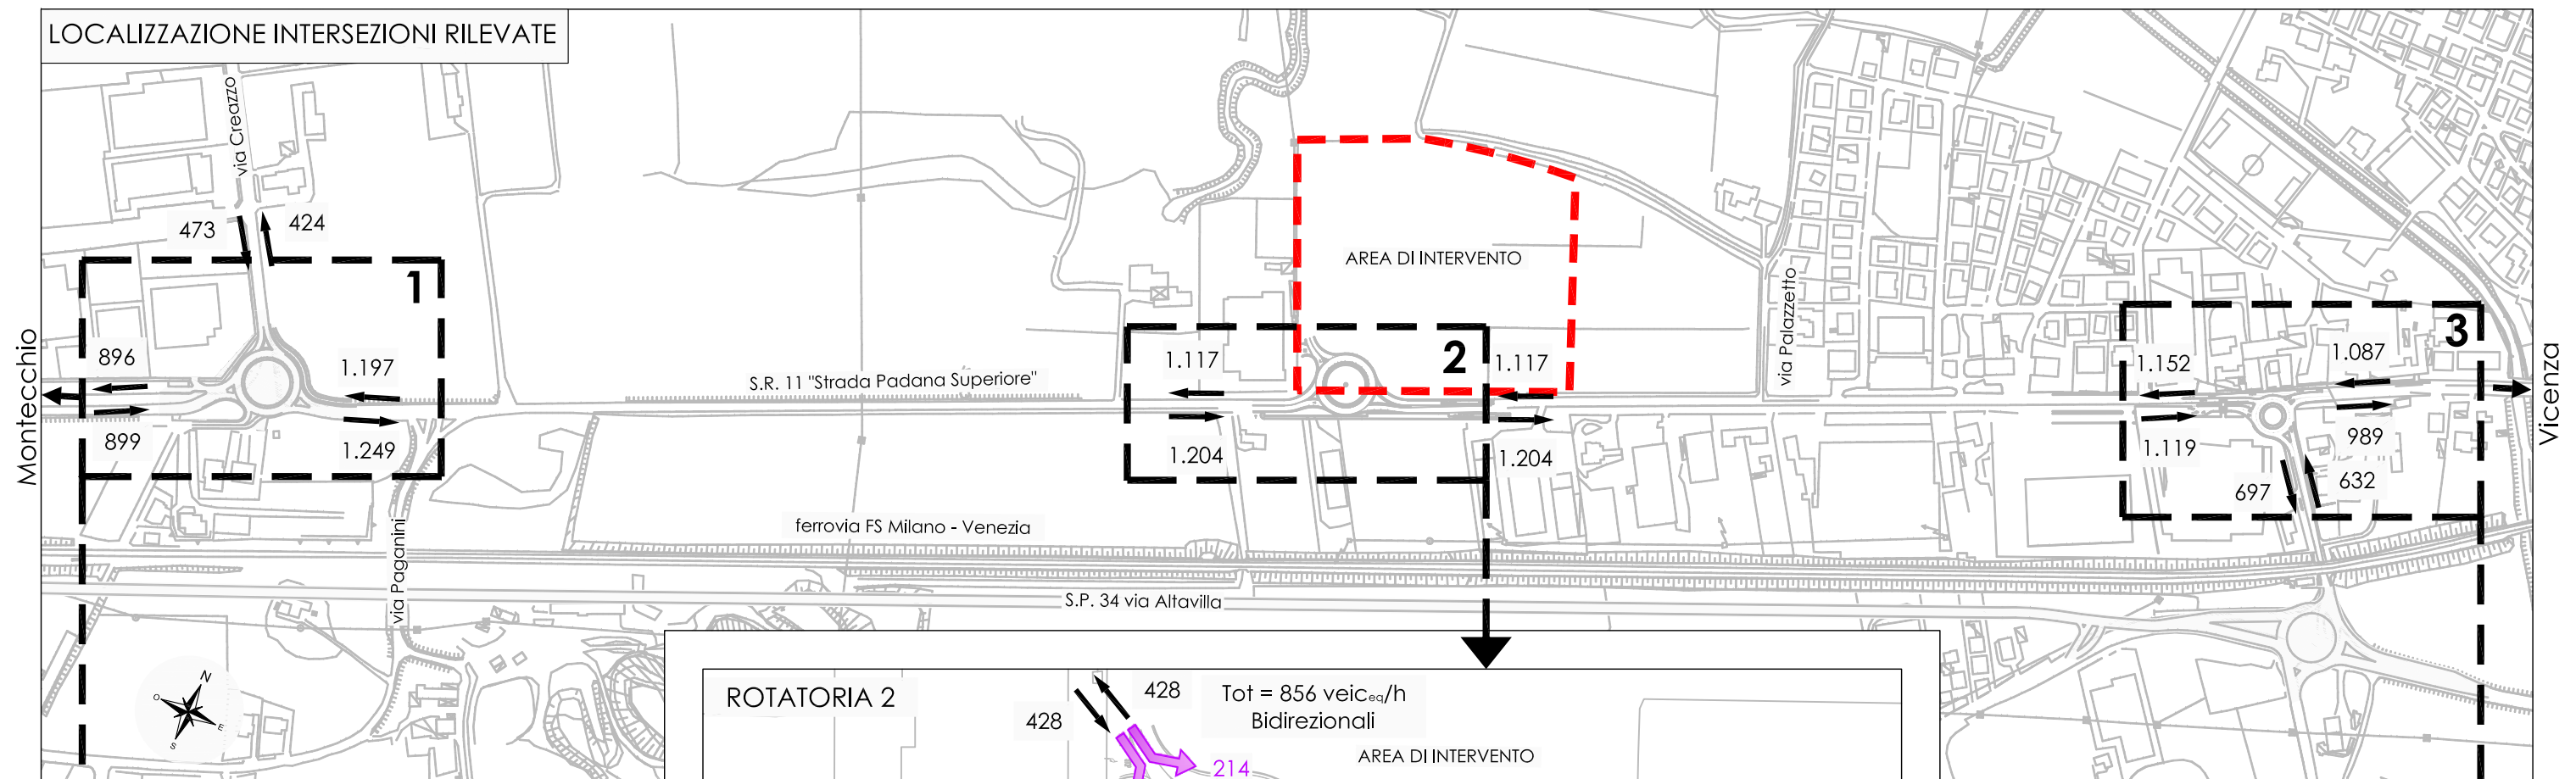 LOCALIZZAZIONE INTERSEZIONI RILEVATE
via Creazzo
473
424
1
AREA DI INTERVENTO
via Palazzetto
Montecchio
896
1.197
899
1.249
S.R. 11 "Strada Padana Superiore"
1.117
2
1.117
1.204
1.204
3
1.152
1.087
1.119
989
697
632
Vicenza
ferrovia FS Milano - Venezia
via Paganini
S.P. 34 via Altavilla
N
O
E
S
ROTATORIA 2
428
428
Tot = 856 veiceq/h
Bidirezionali
AREA DI INTERVENTO
214